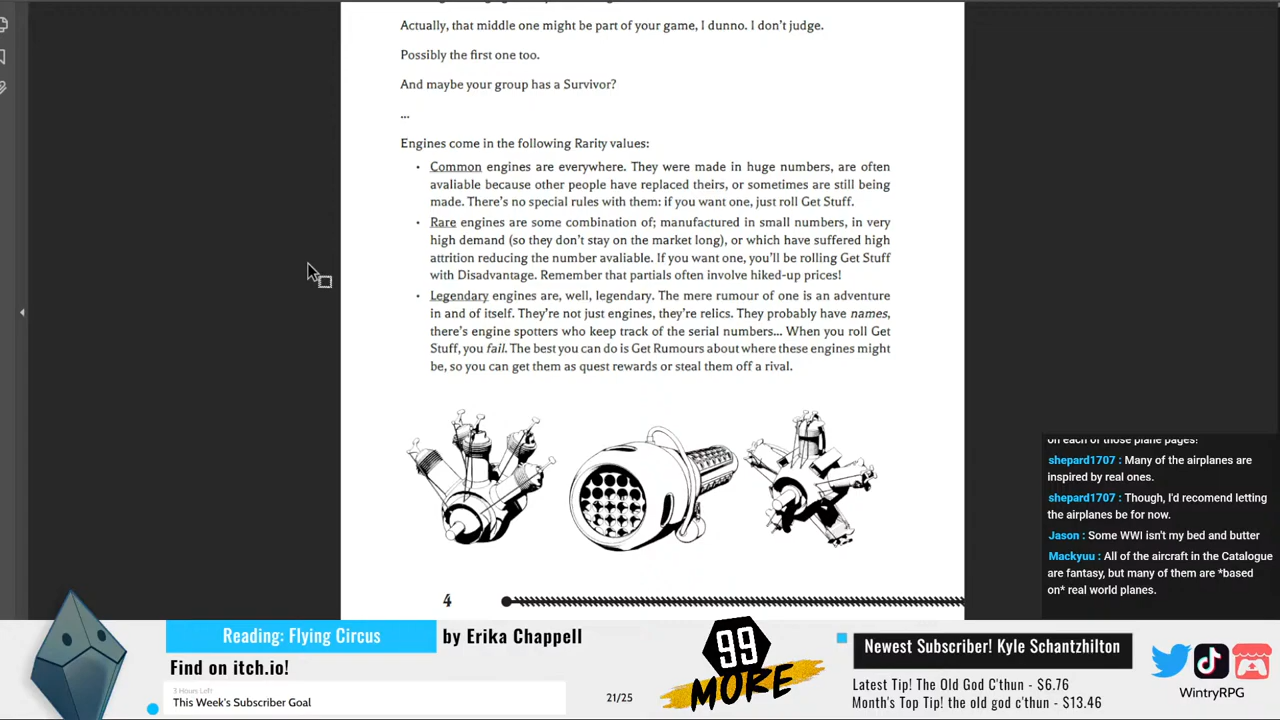 Actually, that middle one might be part of your game, I dunno. I don't judge.
Possibly the first one too.
And maybe your group has a Survivor?
...
Engines come in the following Rarity values:
• Common engines are everywhere. They were made in huge numbers, are often
avaliable because other people have replaced theirs, or sometimes are still being
made. There's no special rules with them: if you want one, just roll Get Stuff.
• Rare engines are some combination of; manufactured in small numbers, in very
high demand (so they don't stay on the market long), or which have suffered high
attrition reducing the number avaliable. If you want one, you'll be rolling Get Stuff
with Disadvantage. Remember that partials often involve hiked-up prices!
• Legendary engines are, well, legendary. The mere rumour of one is an adventure
in and of itself. They're not just engines, they're relics. They probably have names,
there's engine spotters who keep track of the serial numbers... When you roll Get
Stuff, you fail. The best you can do is Get Rumours about where these engines might
be, so you can get them as quest rewards or steal them off a rival.
4
on each of those plane pages!
shepard1707 : Many of the airplanes are
inspired by real ones.
shepard1707 : Though, I'd recomend letting
the airplanes be for now.
Jason : Some WWI isn't my bed and butter
Mackyuu : All of the aircraft in the Catalogue
are fantasy, but many of them are *based
on* real world planes.
Reading: Flying Circus by Erika Chappell
Find on itch.io!
3 Hours Left
This Week's Subscriber Goal
21/25
99
MORE
Newest Subscriber! Kyle Schantzhilton
Latest Tip! The Old God C'thun - $6.76
Month's Top Tip! the old god c'thun - $13.46
WintryRPG